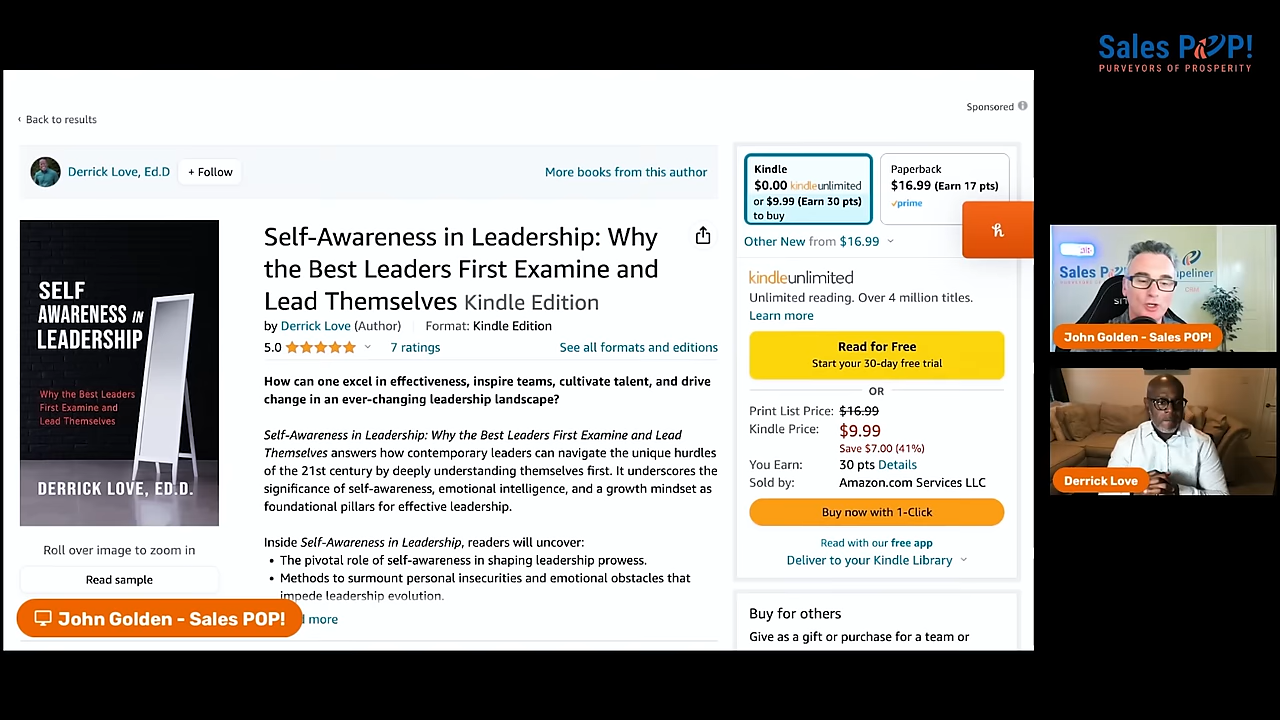 Sales POP!
PURVEYORS OF PROSPERITY
Sponsored
‹ Back to results
Derrick Love, Ed.D
+ Follow
More books from this author
SELF
AWARENESS IN
LEADERSHIP
Why the Best Leaders
First Examine and
Lead Themselves
DERRICK LOVE, ED.D.
Roll over image to zoom in
Read sample
Self-Awareness in Leadership: Why
the Best Leaders First Examine and
Lead Themselves Kindle Edition
by Derrick Love (Author) Format: Kindle Edition
5.0 7 ratings See all formats and editions
How can one excel in effectiveness, inspire teams, cultivate talent, and drive
change in an ever-changing leadership landscape?
Self-Awareness in Leadership: Why the Best Leaders First Examine and Lead
Themselves answers how contemporary leaders can navigate the unique hurdles
of the 21st century by deeply understanding themselves first. It underscores the
significance of self-awareness, emotional intelligence, and a growth mindset as
foundational pillars for effective leadership.
Inside Self-Awareness in Leadership, readers will uncover:
• The pivotal role of self-awareness in shaping leadership prowess.
• Methods to surmount personal insecurities and emotional obstacles that
impede leadership evolution.
more
John Golden - Sales POP!
Kindle
$0.00 kindleunlimited
or $9.99 (Earn 30 pts)
to buy
Paperback
$16.99 (Earn 17 pts)
prime
Other New from $16.99
h
kindleunlimited
Unlimited reading. Over 4 million titles.
Learn more
Read for Free
Start your 30-day free trial
OR
Print List Price: $16.99
Kindle Price: $9.99
Save $7.00 (41%)
You Earn: 30 pts Details
Sold by: Amazon.com Services LLC
Buy now with 1-Click
Read with our free app
Deliver to your Kindle Library
Buy for others
Give as a gift or purchase for a team or
Sales
John Golden - Sales POP!
Derrick Love